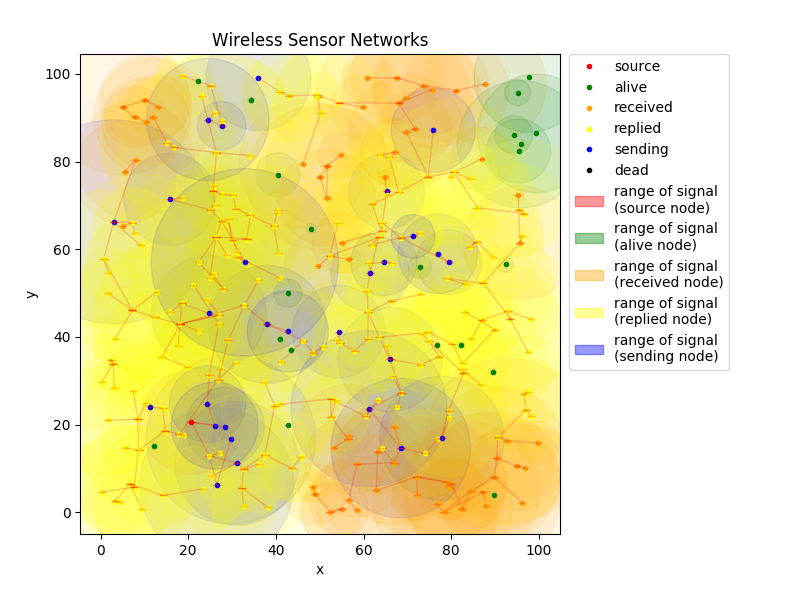 Wireless Sensor Networks
100
80
60
40
20
0
y
0 20 40 60 80 100
x
source
alive
received
replied
sending
dead
range of signal
(source node)
range of signal
(alive node)
range of signal
(received node)
range of signal
(replied node)
range of signal
(sending node)